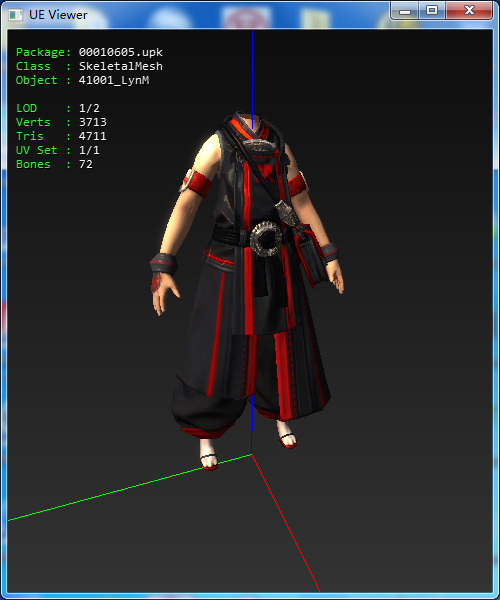 UE Viewer
Package: 00010605.upk
Class : SkeletalMesh
Object : 41001_LynM
LOD : 1/2
Verts : 3713
Tris : 4711
UV Set : 1/1
Bones : 72